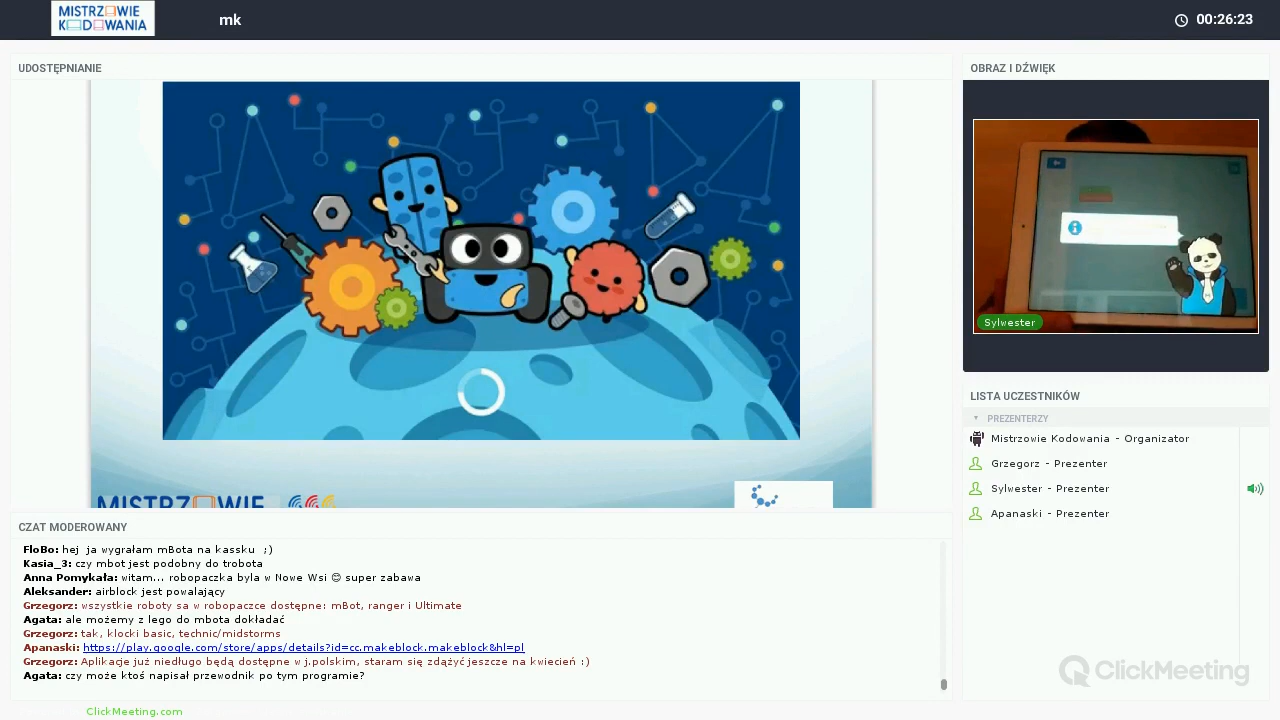 MISTRZOWIE
KODOWANIA
mk
00:26:23
UDOSTĘPNIANIE
OBRAZ I DŹWIĘK
Sylwester
MISTRZOWIE
LISTA UCZESTNIKÓW
PREZENTERZY
Mistrzowie Kodowania - Organizator
Grzegorz - Prezenter
Sylwester - Prezenter
Apanaski - Prezenter
CZAT MODEROWANY
FloBo: hej ja wygrałam mBota na kassku ;)
Kasia_3: czy mbot jest podobny do trobota
Anna Pomykała: witam... robopaczka byla w Nowe Wsi 😊 super zabawa
Aleksander: airblock jest powalający
Grzegorz: wszystkie roboty sa w robopaczce dostępne: mBot, ranger i Ultimate
Agata: ale możemy z lego do mbota dokładać
Grzegorz: tak, klocki basic, technic/midstorms
Apanaski: https://play.google.com/store/apps/details?id=cc.makeblock.makeblock&hl=pl
Grzegorz: Aplikacje już niedługo będą dostępne w j.polskim, staram się zdążyć jeszcze na kwiecień :)
Agata: czy może ktoś napisał przewodnik po tym programie?
ClickMeeting
ClickMeeting.com